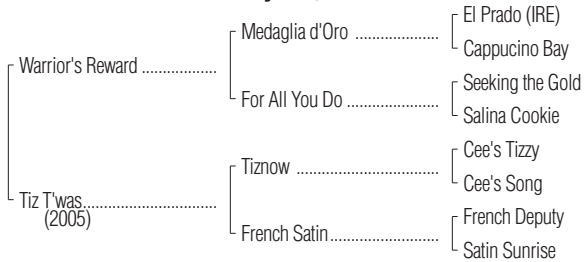 El Prado (IRE)
Medaglia d'Oro ...................
Cappucino Bay
Warrior's Reward .................
Seeking the Gold
For All You Do .....................
Salina Cookie
Cee's Tizzy
Tiznow .................................
Cee's Song
Tiz T'was..............................
(2005)
French Deputy
French Satin.........................
Satin Sunrise